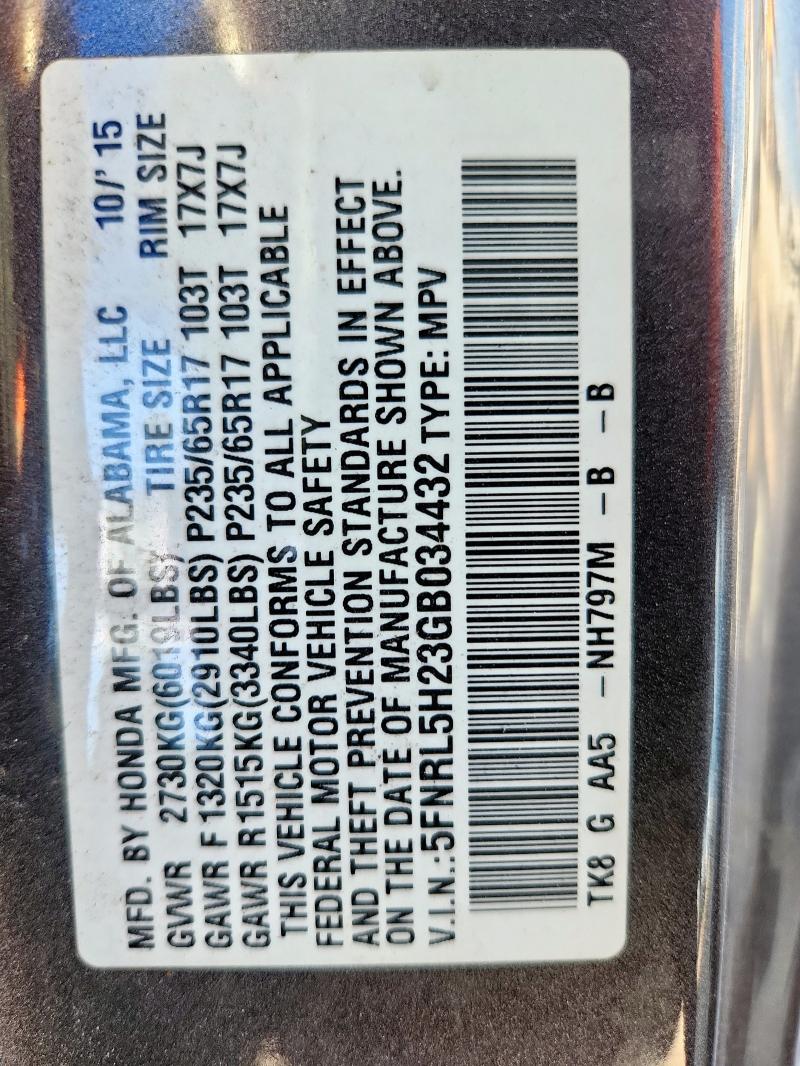 MFD. BY HONDA MFG. OF ALABAMA, LLC 10/' 15
GVWR 2730KG(6019LBS) TIRE SIZE RIM SIZE
GAWR F 1320KG(2910LBS) P235/65R17 103T 17X7J
GAWR R1515KG(3340LBS) P235/65R17 103T 17X7J
THIS VEHICLE CONFORMS TO ALL APPLICABLE
FEDERAL MOTOR VEHICLE SAFETY
AND THEFT PREVENTION STANDARDS IN EFFECT
ON THE DATE OF MANUFACTURE SHOWN ABOVE.
V.I.N.:5FNRL5H23GB034432 TYPE: MPV
TK8 G AA5 -NH797M -B -B